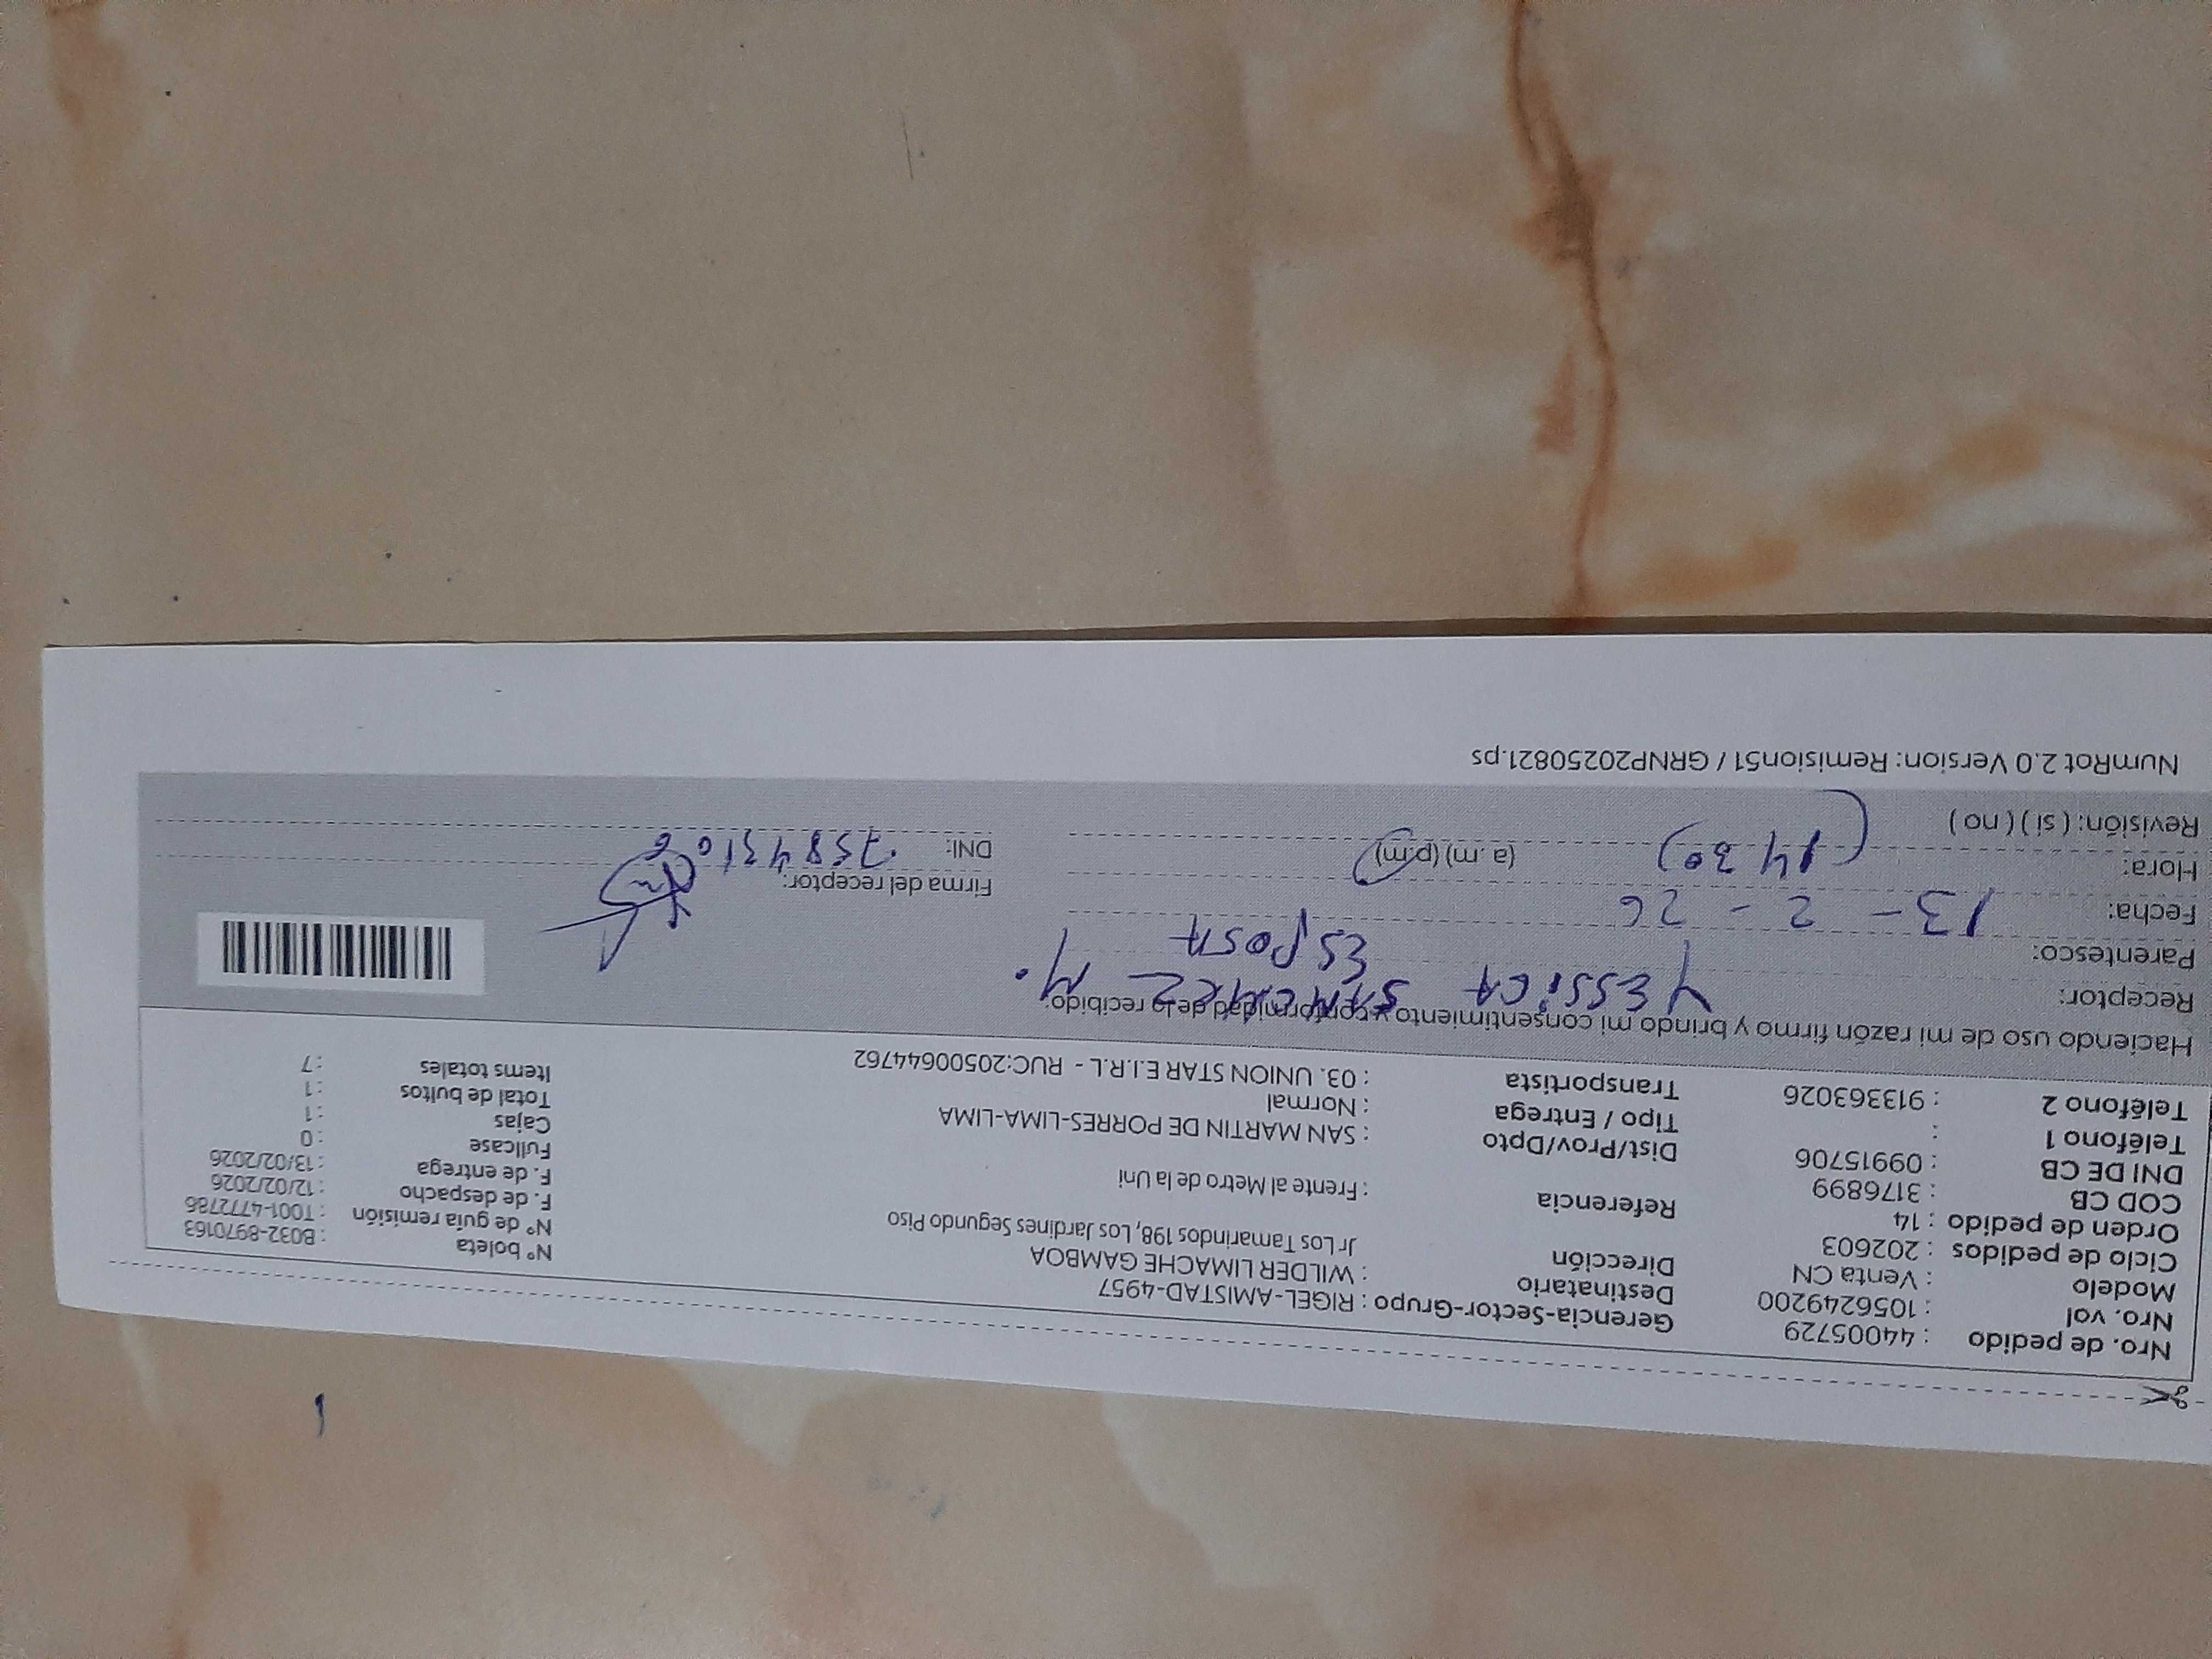 Nro. de pedido : 44005729
Nro. val : 1056249200
Modelo : Venta CN
Ciclo de pedidos : 202603
Orden de pedido : 14
COD CB : 3176899
DNI DE CB : 09915706
Teléfono 1 :
Teléfono 2 : 913363026
Gerencia-Sector-Grupo : RIGEL-AMISTAD-4957
Destinatario : WILDER LIMACHE GAMBOA
Dirección Jr Los Tamarindos 198, Los Jardines Segundo Piso
Referencia : Frente al Metro de la Uni
Dist/Prov/Dpto : SAN MARTIN DE PORRES-LIMA-LIMA
Tipo / Entrega : Normal
Transportista : 03. UNION STAR E.I.R.L - RUC:20500644762
N° boleta : B032-8970163
N° de guía remisión : T001-4772786
F. de despacho : 12/02/2026
F. de entrega : 13/02/2026
Fullcase : 0
Cajas : 1
Total de bultos : 1
Items totales : 7
Haciendo uso de mi razón firmo y brindo mi consentimiento y conformidad de lo recibido:
Receptor: YESSiCA SANCHEZ M.
Parentesco: ESPOSA
Fecha: 13 - 2 - 26
Hora: (14 30) (a. m) (p.m)
Revisión: ( si ) ( no )
Firma del receptor:
DNI:
NumRot 2.0 Version: Remision51 / GRNP20250821.ps